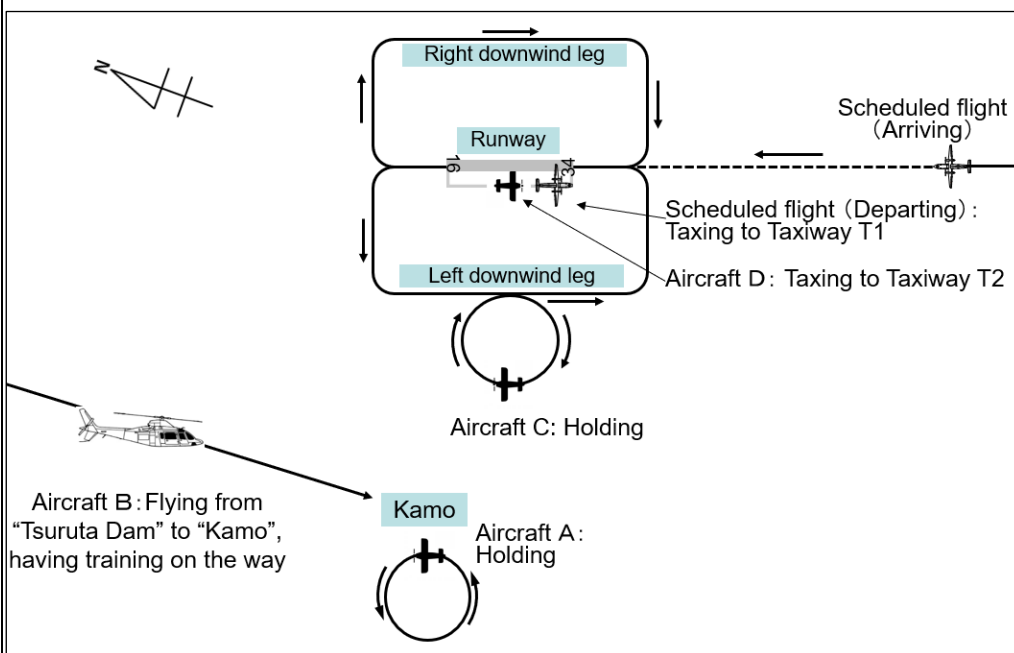 Right downwind leg
N
Scheduled flight
（Arriving）
Runway
16
34
Scheduled flight（Departing）:
Taxing to Taxiway T1
Left downwind leg
Aircraft D： Taxing to Taxiway T2
Aircraft C: Holding
Aircraft B：Flying from
“Tsuruta Dam” to “Kamo”,
having training on the way
Kamo
Aircraft A：
Holding